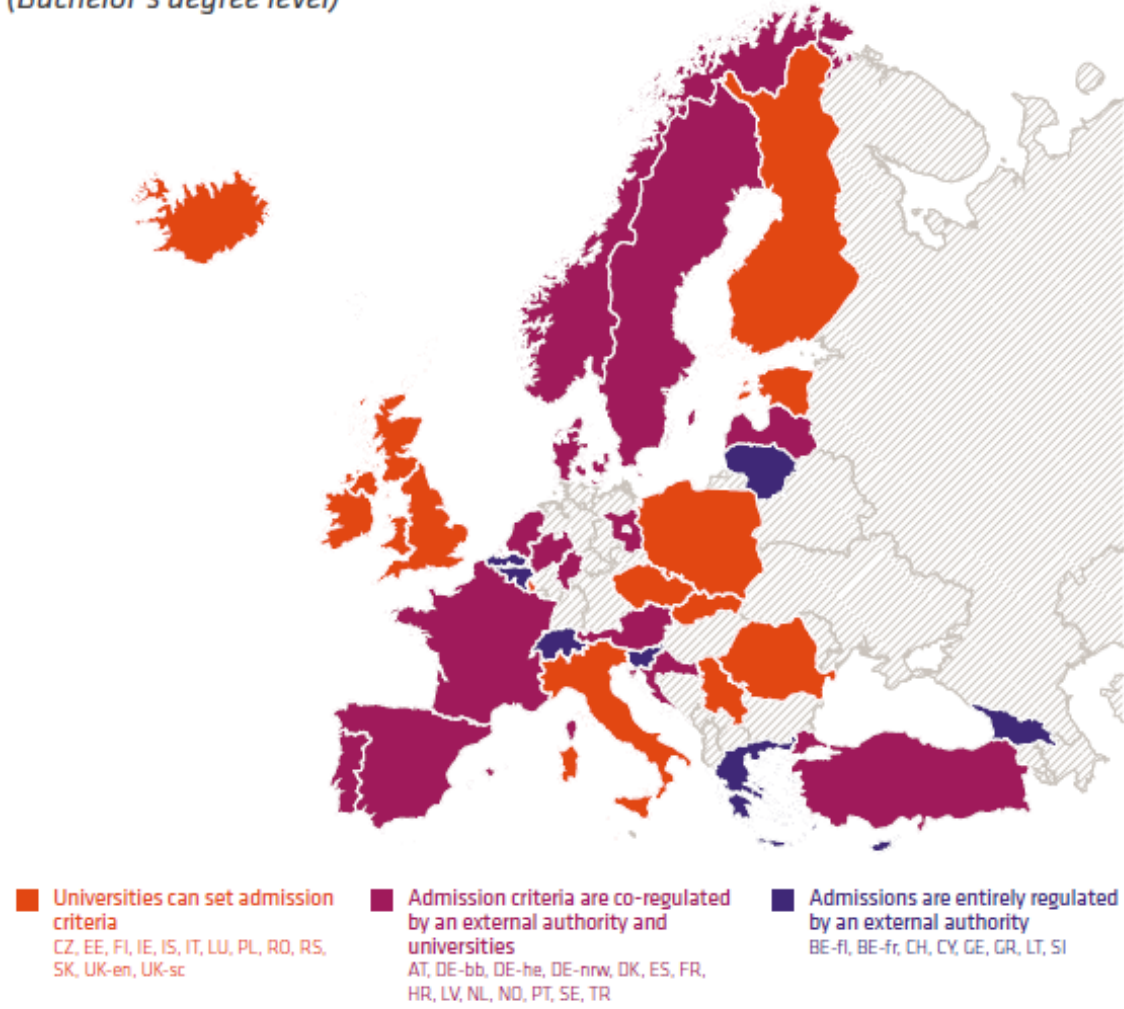 (Bachelor's degree level)
Universities can set admission
criteria
CZ, EE, FI, IE, IS, IT, LU, PL, RO, RS,
SK, UK-en, UK-sc
Admission criteria are co-regulated
by an external authority and
universities
AT, DE-bb, DE-he, DE-nrw, DK, ES, FR,
HR, LV, NL, NO, PT, SE, TR
Admissions are entirely regulated
by an external authority
BE-fl, BE-fr, CH, CY, GE, GR, LT, SI